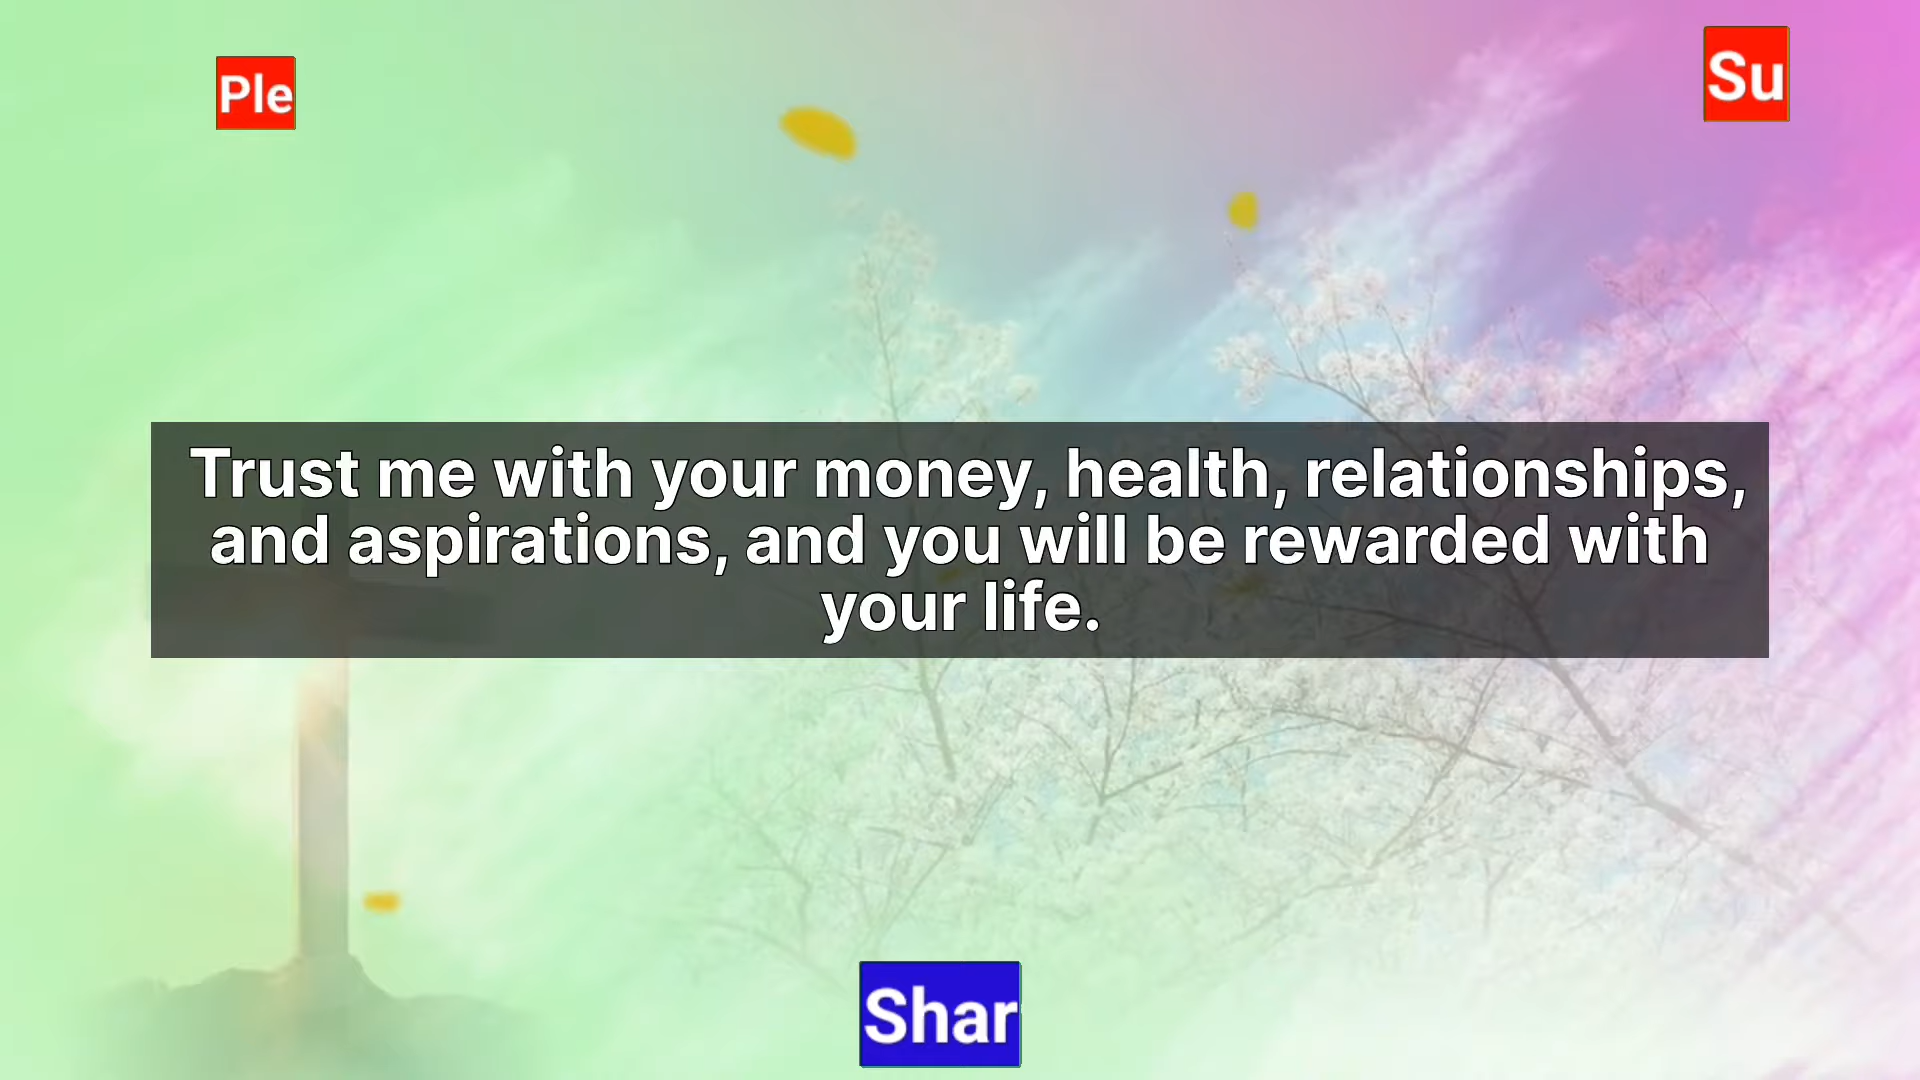 Ple
Su
Trust me with your money, health, relationships,
and aspirations, and you will be rewarded with
your life.
Shar